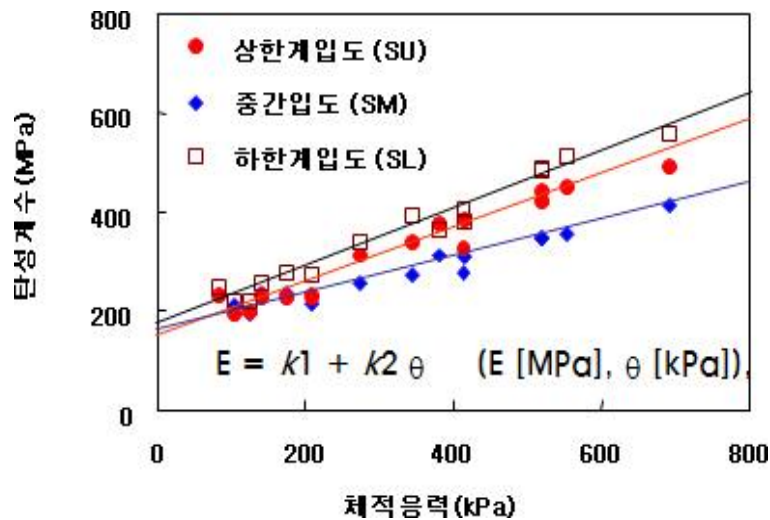 800
600
400
200
0
탄성계수(MPa)
상한계입도(SU)
중간입도(SM)
하한계입도(SL)
E = k1 + k2 θ (E [MPa], θ [kPa]),
0 200 400 600 800
체적응력(kPa)